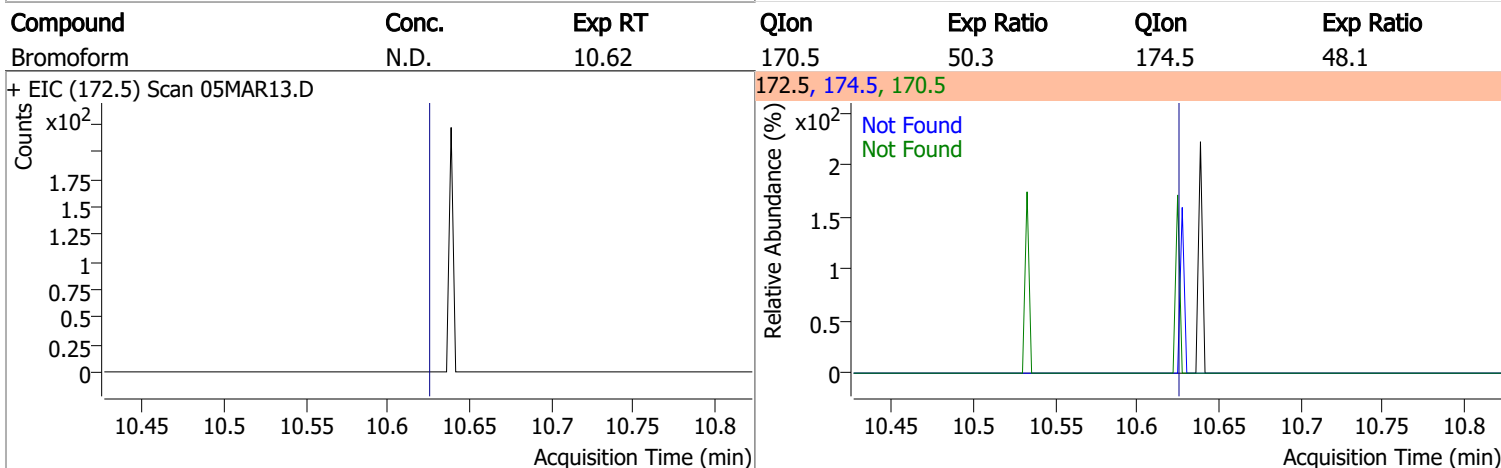 Compound Conc. Exp RT QIon Exp Ratio QIon Exp Ratio
Bromoform N.D. 10.62 170.5 50.3 174.5 48.1
+ EIC (172.5) Scan 05MAR13.D
Counts
x10²
1.75
1.5
1.25
1
0.75
0.5
0.25
0
10.45 10.5 10.55 10.6 10.65 10.7 10.75 10.8
Acquisition Time (min)
172.5, 174.5, 170.5
Relative Abundance (%)
x10²
Not Found
Not Found
2
1.5
1
0.5
0
10.45 10.5 10.55 10.6 10.65 10.7 10.75 10.8
Acquisition Time (min)